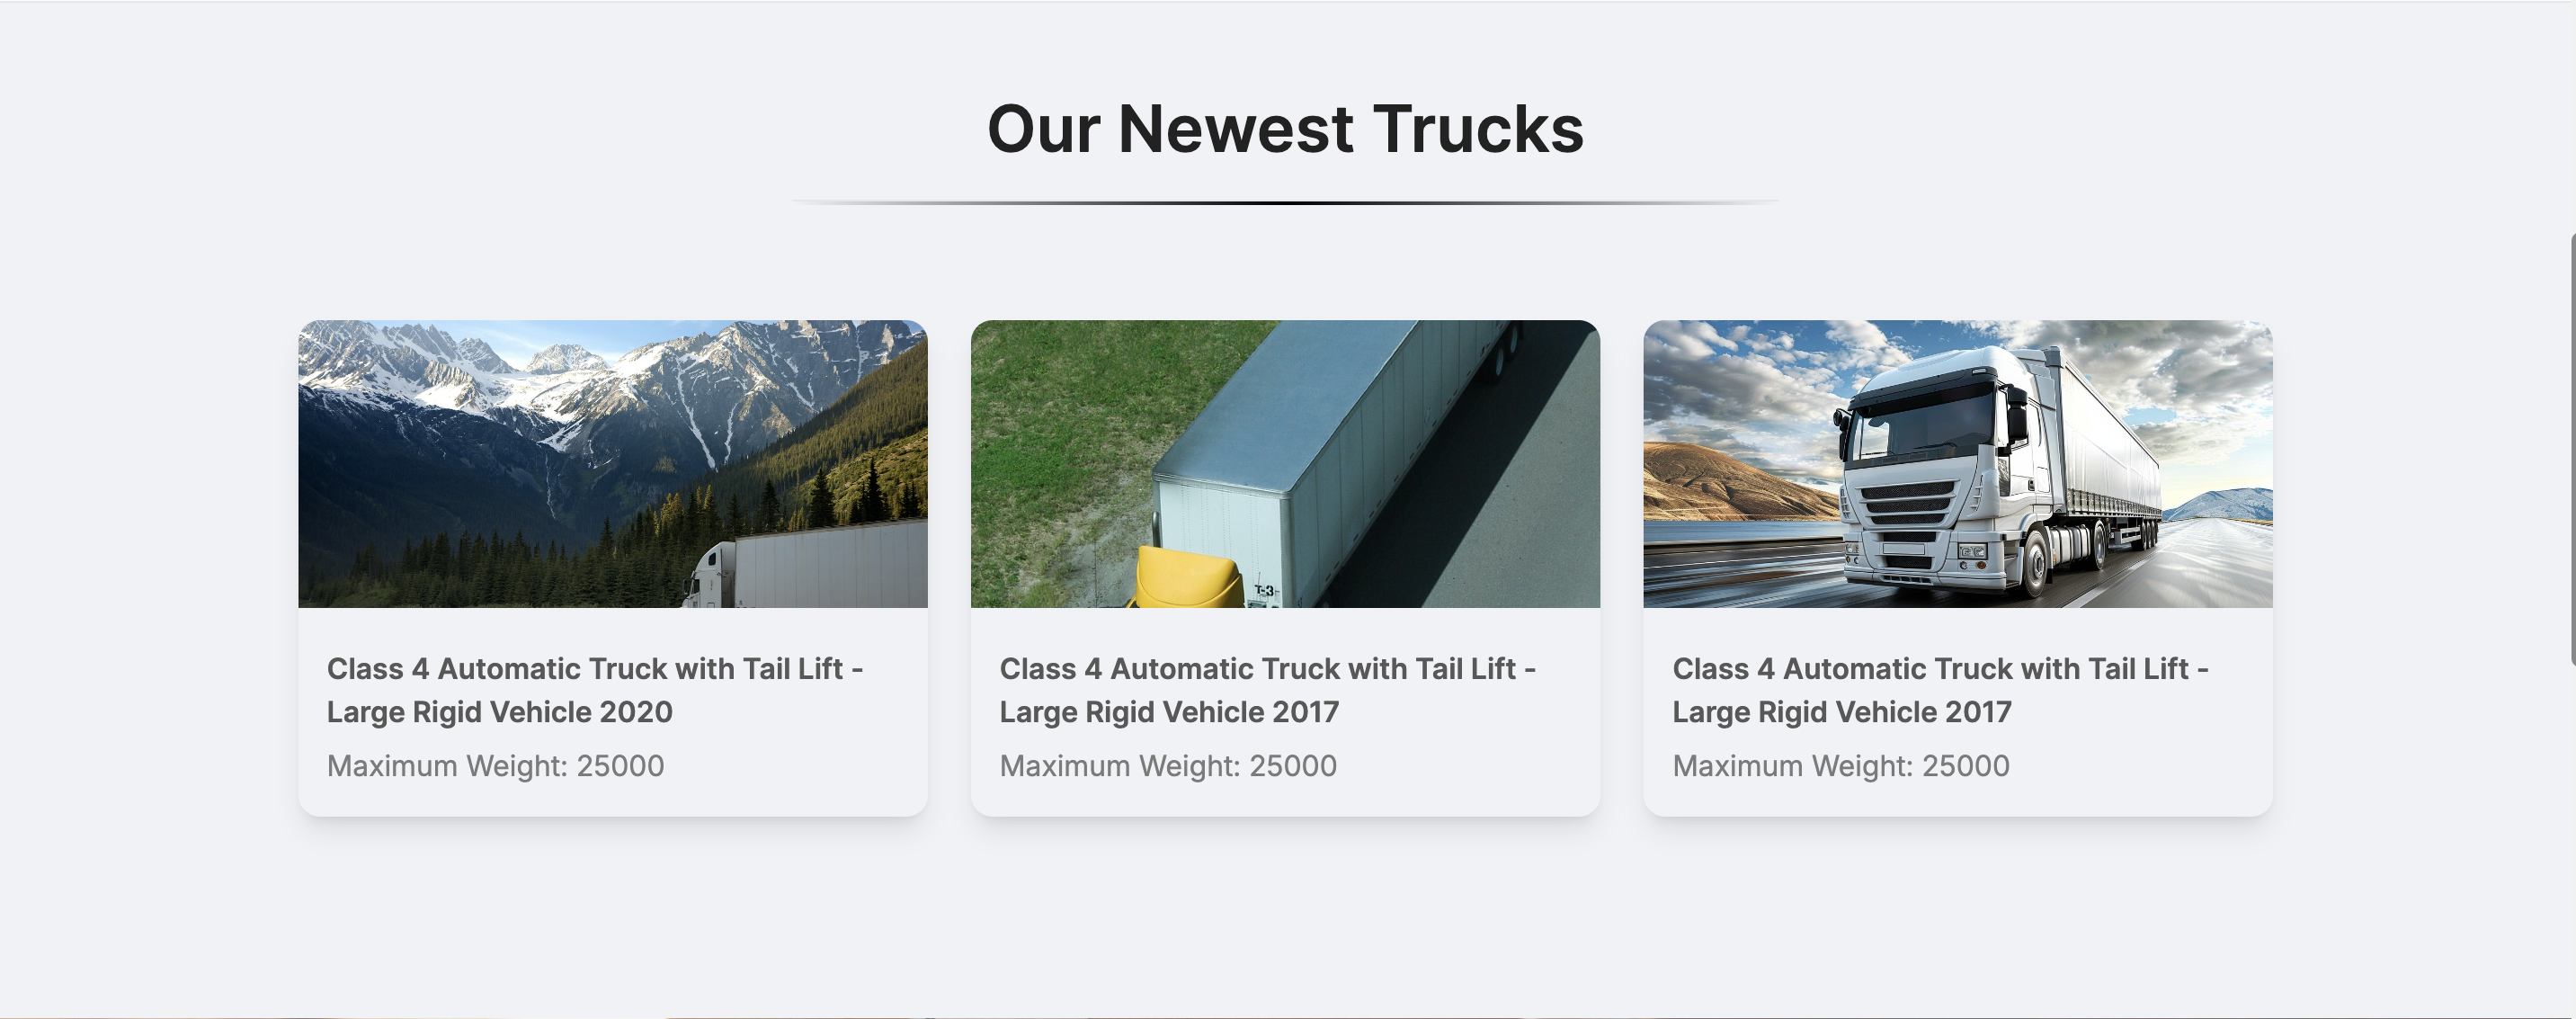 Our Newest Trucks
T-3
Class 4 Automatic Truck with Tail Lift -
Large Rigid Vehicle 2020
Maximum Weight: 25000
Class 4 Automatic Truck with Tail Lift -
Large Rigid Vehicle 2017
Maximum Weight: 25000
Class 4 Automatic Truck with Tail Lift -
Large Rigid Vehicle 2017
Maximum Weight: 25000